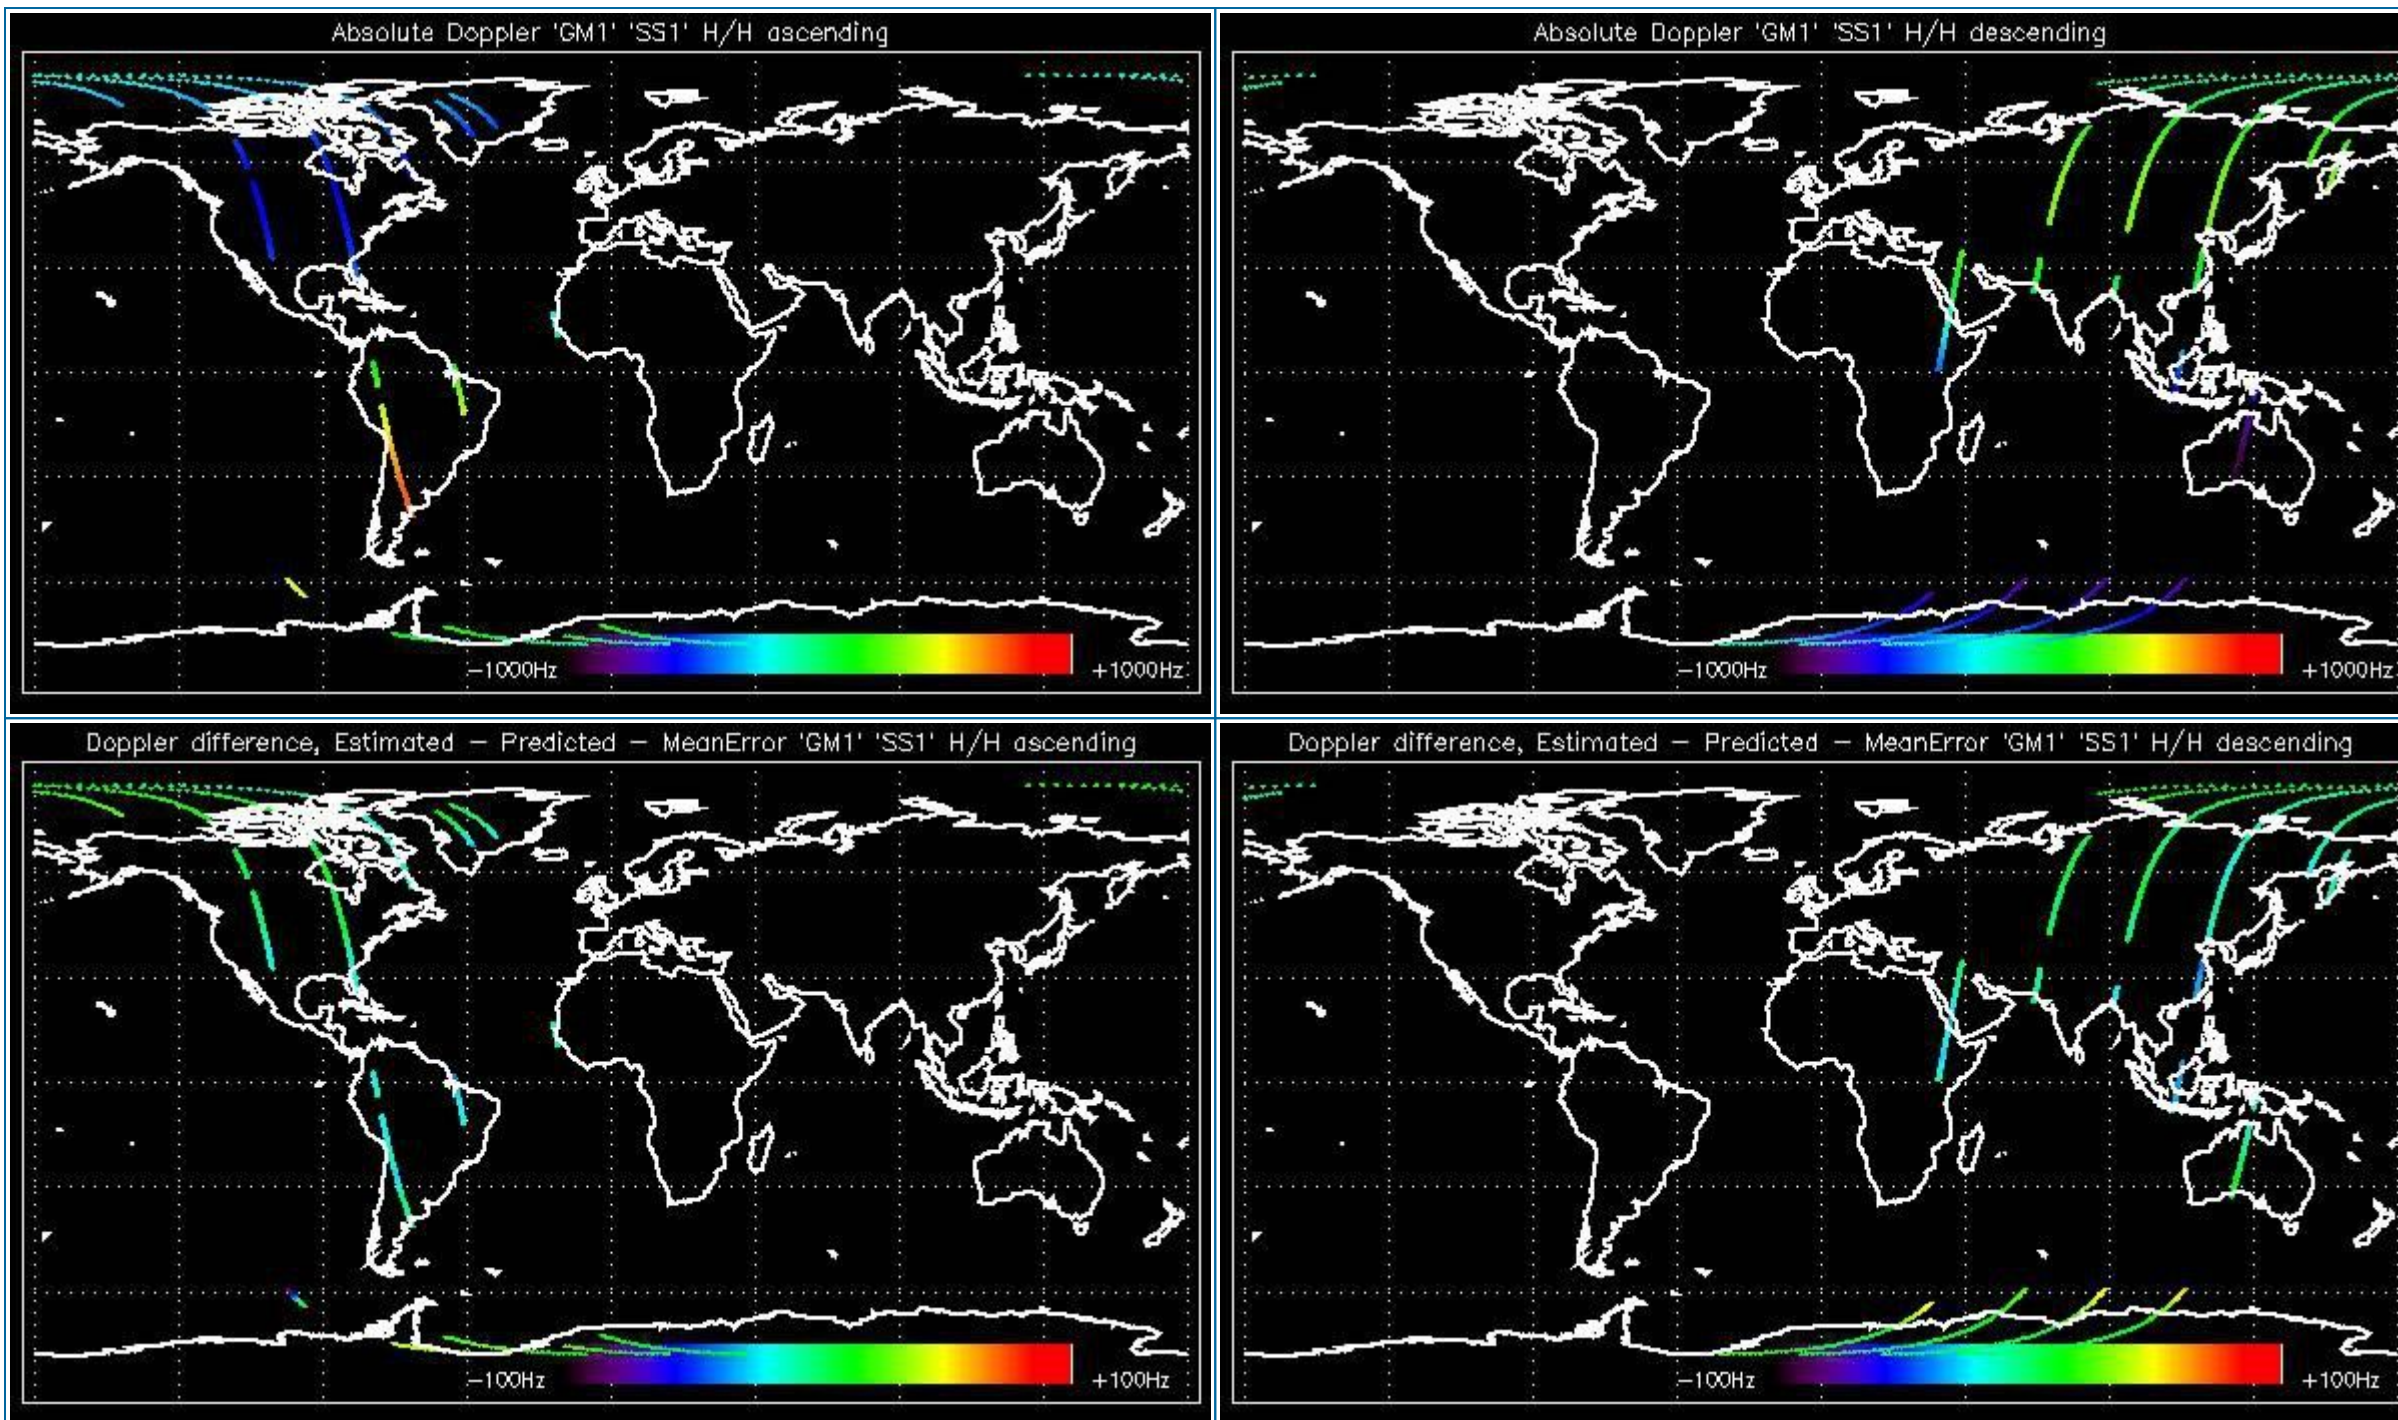 Absolute Doppler 'GM1' 'SS1' H/H ascending
-1000Hz
+1000Hz
Absolute Doppler 'GM1' 'SS1' H/H descending
-1000Hz
+1000Hz
Doppler difference, Estimated - Predicted - MeanError 'GM1' 'SS1' H/H ascending
-100Hz
+100Hz
Doppler difference, Estimated - Predicted - MeanError 'GM1' 'SS1' H/H descending
-100Hz
+100Hz